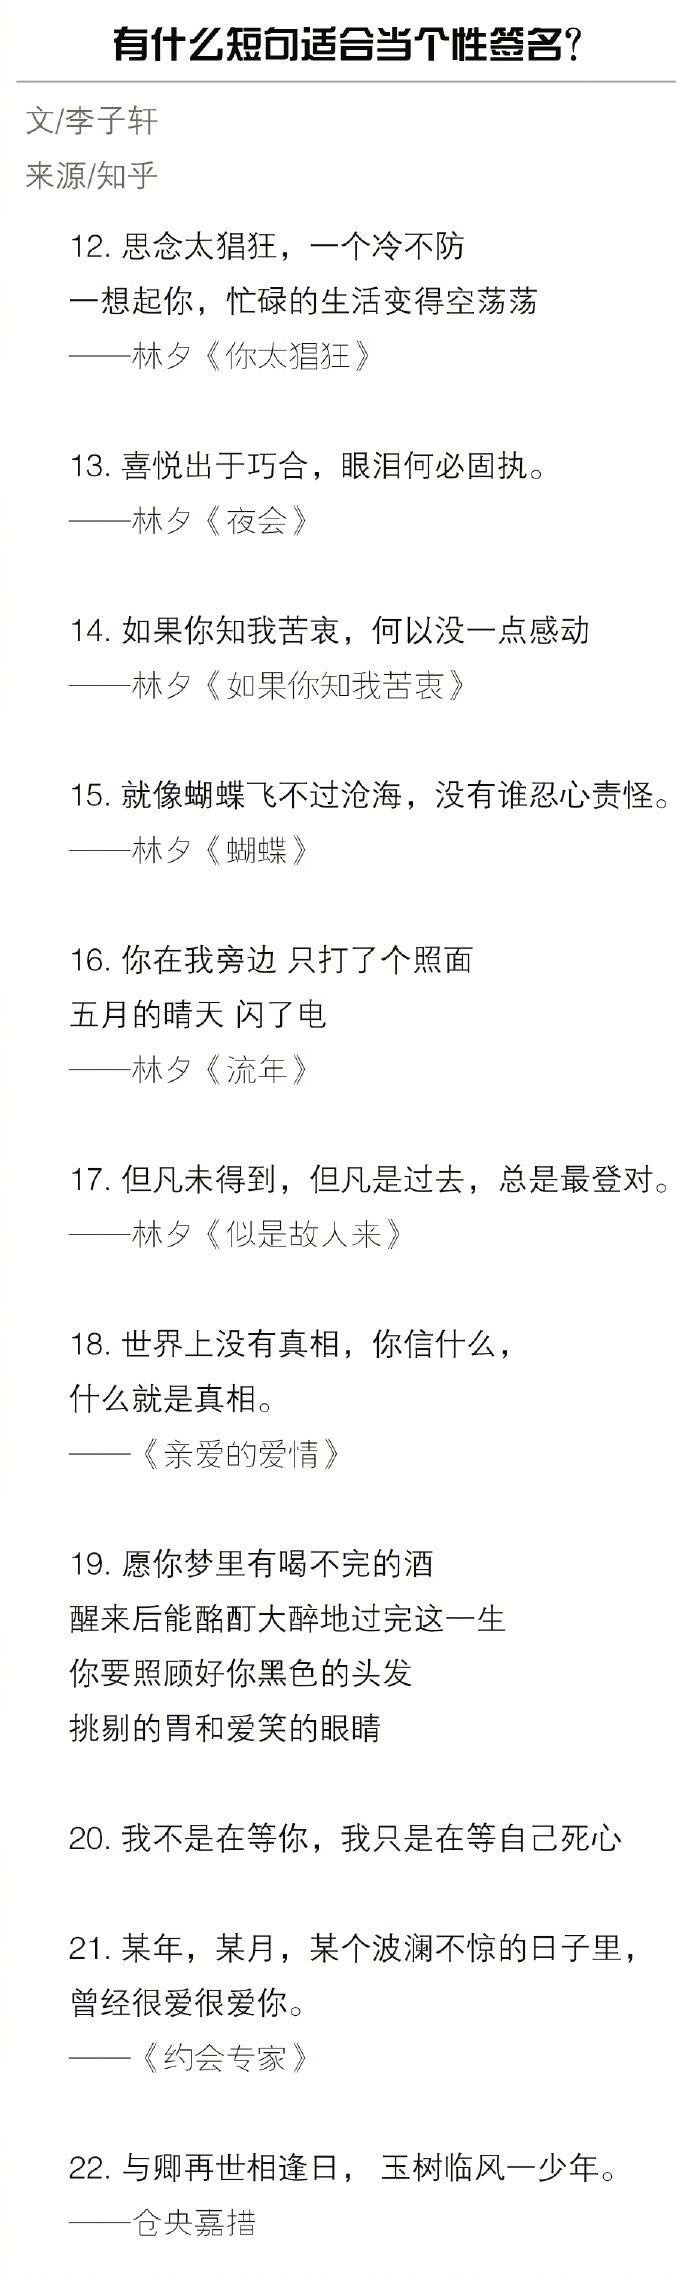 有什么短句适合当个性签名？
文/李子轩
来源/知乎
12. 思念太猖狂，一个冷不防
一想起你，忙碌的生活变得空荡荡
——林夕《你太猖狂》
13. 喜悦出于巧合，眼泪何必固执。
——林夕《夜会》
14. 如果你知我苦衷，何以没一点感动
——林夕《如果你知我苦衷》
15. 就像蝴蝶飞不过沧海，没有谁忍心责怪。
——林夕《蝴蝶》
16. 你在我旁边 只打了个照面
五月的晴天 闪了电
——林夕《流年》
17. 但凡未得到，但凡是过去，总是最登对。
——林夕《似是故人来》
18. 世界上没有真相，你信什么，
什么就是真相。
——《亲爱的爱情》
19. 愿你梦里有喝不完的酒
醒来后能酩酊大醉地过完这一生
你要照顾好你黑色的头发
挑剔的胃和爱笑的眼睛
20. 我不是在等你，我只是在等自己死心
21. 某年，某月，某个波澜不惊的日子里，
曾经很爱很爱你。
——《约会专家》
22. 与卿再世相逢日， 玉树临风一少年。
——仓央嘉措